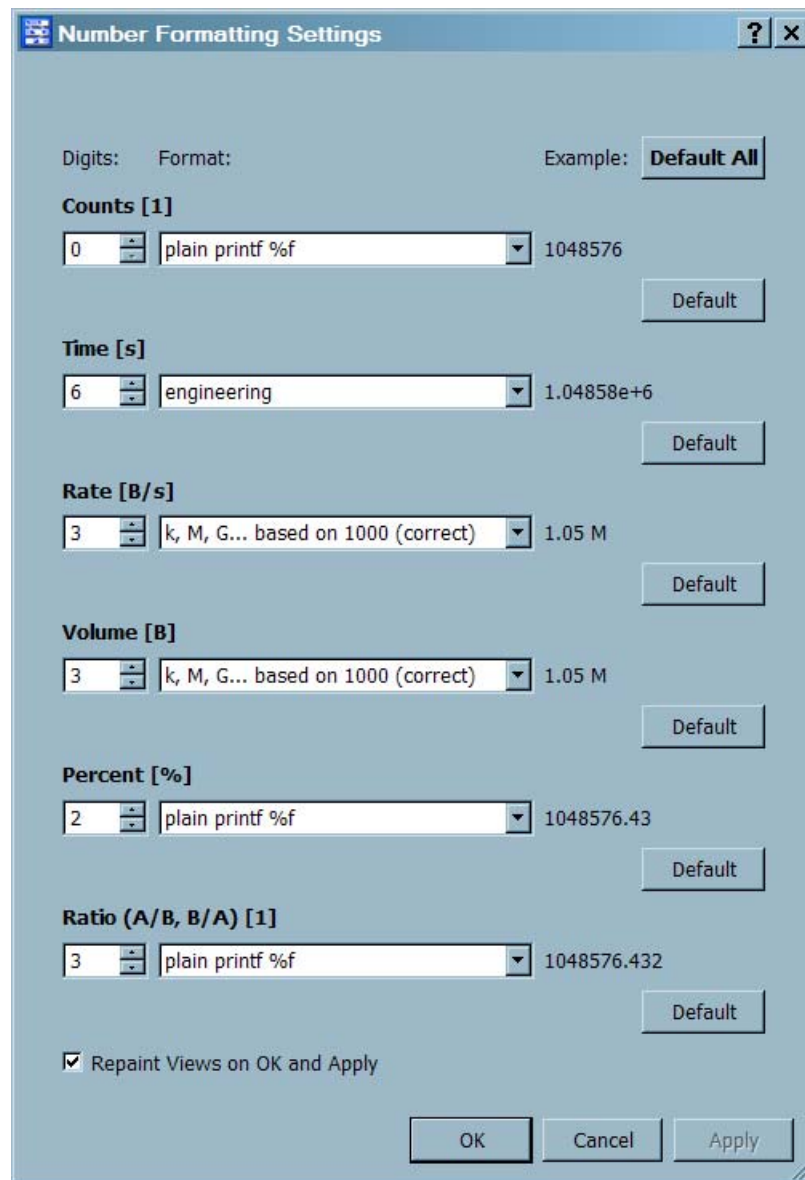 Number Formatting Settings
Digits: Format: Example: Default All
Counts [1]
0 plain printf %f 1048576
Default
Time [s]
6 engineering 1.04858e+6
Default
Rate [B/s]
3 k, M, G... based on 1000 (correct) 1.05 M
Default
Volume [B]
3 k, M, G... based on 1000 (correct) 1.05 M
Default
Percent [%]
2 plain printf %f 1048576.43
Default
Ratio (A/B, B/A) [1]
3 plain printf %f 1048576.432
Default
Repaint Views on OK and Apply
OK Cancel Apply